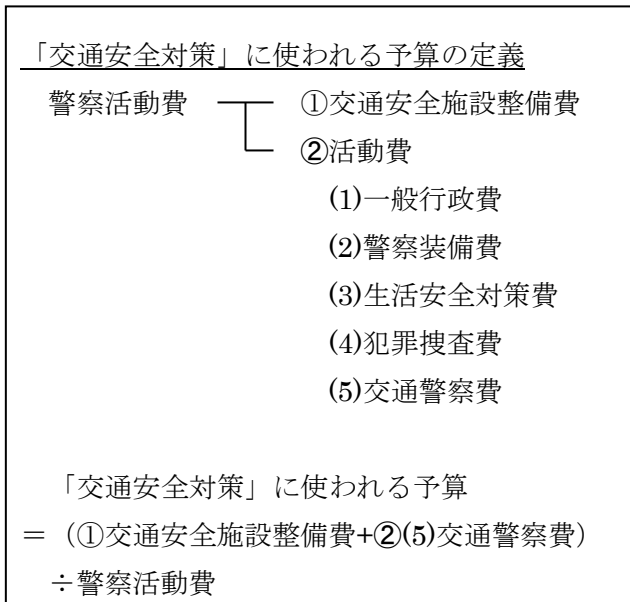 「交通安全対策」に使われる予算の定義
警察活動費 ①交通安全施設整備費
②活動費
(1)一般行政費
(2)警察装備費
(3)生活安全対策費
(4)犯罪捜査費
(5)交通警察費
「交通安全対策」に使われる予算
＝（①交通安全施設整備費+②(5)交通警察費）
÷警察活動費